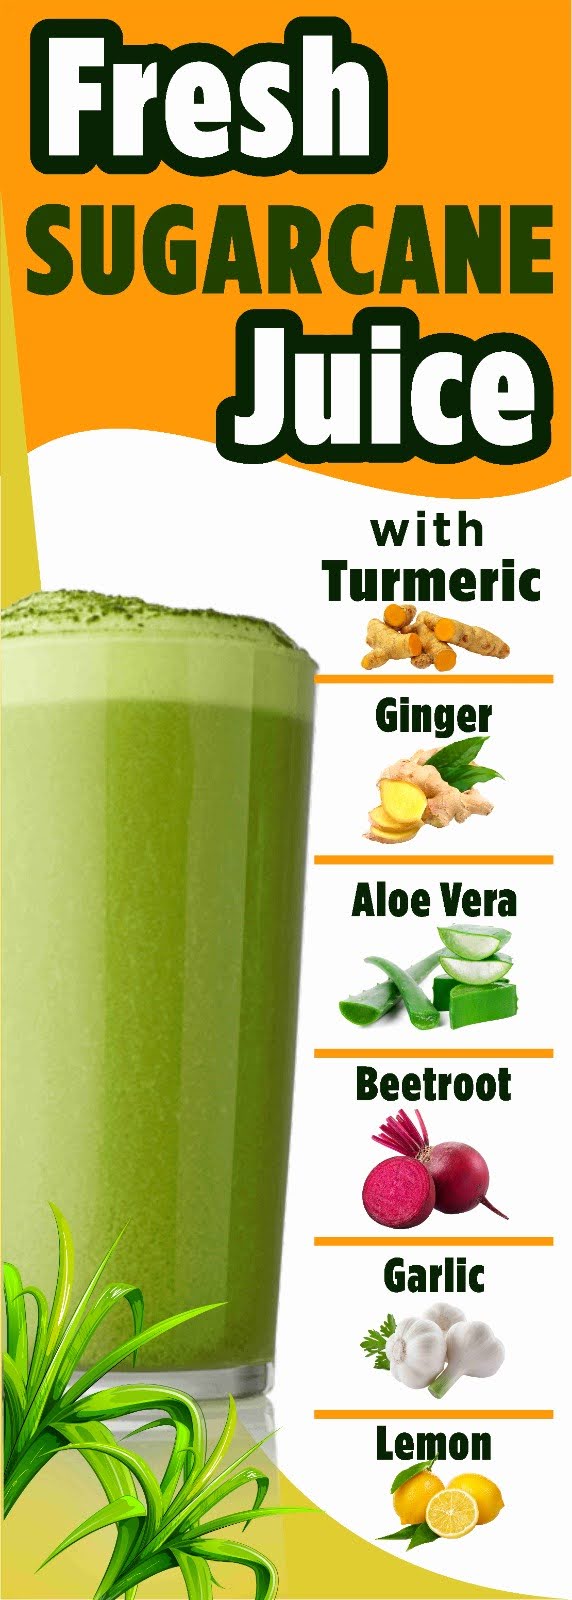 Fresh
SUGARCANE
Juice
with
Turmeric
Ginger
Aloe Vera
Beetroot
Garlic
Lemon